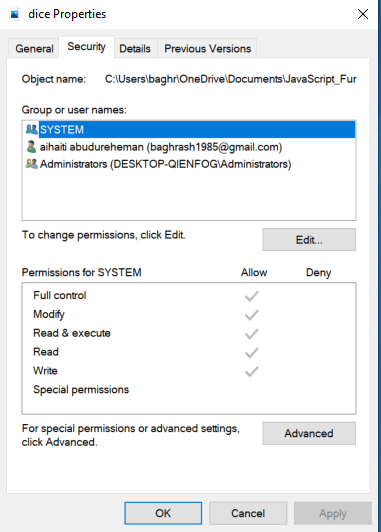 dice Properties
General Security Details Previous Versions
Object name: C:\Users\baghr\OneDrive\Documents\JavaScript_Fur
Group or user names:
SYSTEM
aihaiti abudureheman (baghrash1985@gmail.com)
Administrators (DESKTOP-QIENFOG\Administrators)
To change permissions, click Edit.
Edit...
Permissions for SYSTEM Allow Deny
Full control
Modify
Read & execute
Read
Write
Special permissions
For special permissions or advanced settings,
click Advanced.
Advanced
OK Cancel Apply